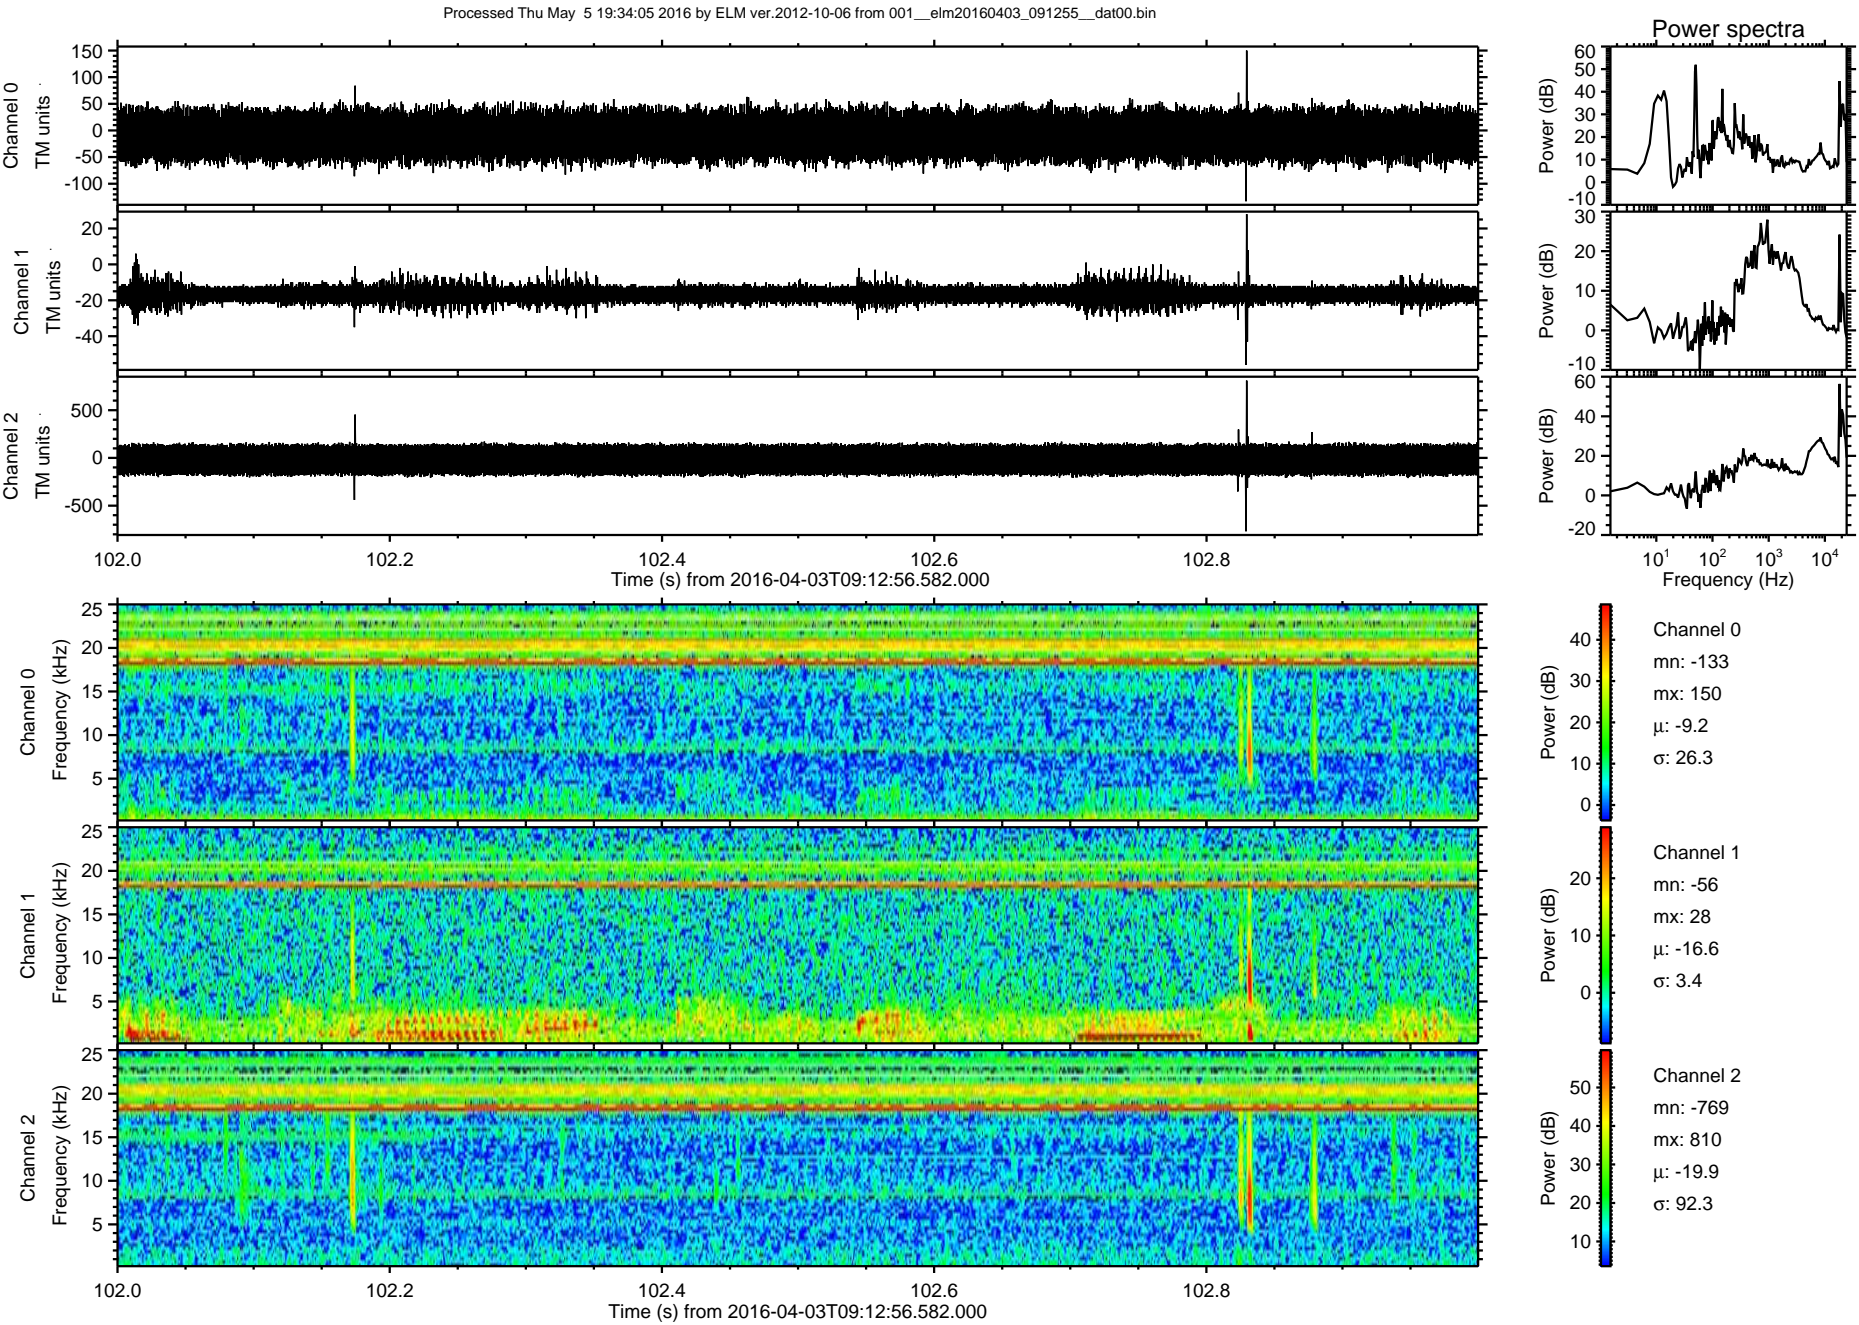 Processed Thu May  5 19:34:05 2016 by ELM ver.2012-10-06 from 001__elm20160403_091255__dat00.bin
Power spectra
Channel 0
TM units
150
100
50
0
-50
-100
Power (dB)
60
50
40
30
20
10
0
-10
Channel 1
TM units
20
0
-20
-40
Power (dB)
30
20
10
0
-10
Channel 2
TM units
500
0
-500
Power (dB)
60
40
20
0
-20
102.0 102.2 102.4 102.6 102.8
Time (s) from 2016-04-03T09:12:56.582.000
10^1 10^2 10^3 10^4
Frequency (Hz)
Channel 0
Frequency (kHz)
25
20
15
10
5
Power (dB)
40
30
20
10
0
Channel 0
mn: -133
mx: 150
μ: -9.2
σ: 26.3
Channel 1
Frequency (kHz)
25
20
15
10
5
Power (dB)
20
10
0
Channel 1
mn: -56
mx: 28
μ: -16.6
σ: 3.4
Channel 2
Frequency (kHz)
25
20
15
10
5
Power (dB)
50
40
30
20
10
Channel 2
mn: -769
mx: 810
μ: -19.9
σ: 92.3
102.0 102.2 102.4 102.6 102.8
Time (s) from 2016-04-03T09:12:56.582.000